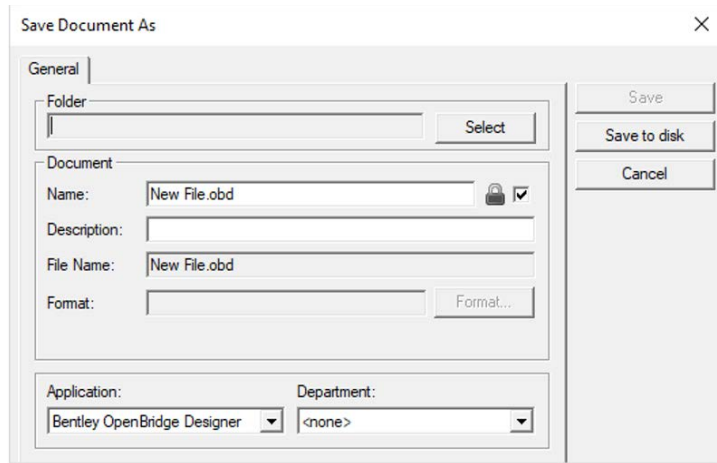 Save Document As
General
Folder
Select
Save
Save to disk
Cancel
Document
Name: New File.obd
Description:
File Name: New File.obd
Format: Format...
Application: Department:
Bentley OpenBridge Designer <none>